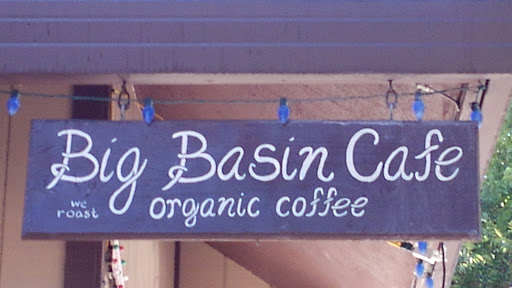 Big Basin Cafe
we
roast
organic coffee